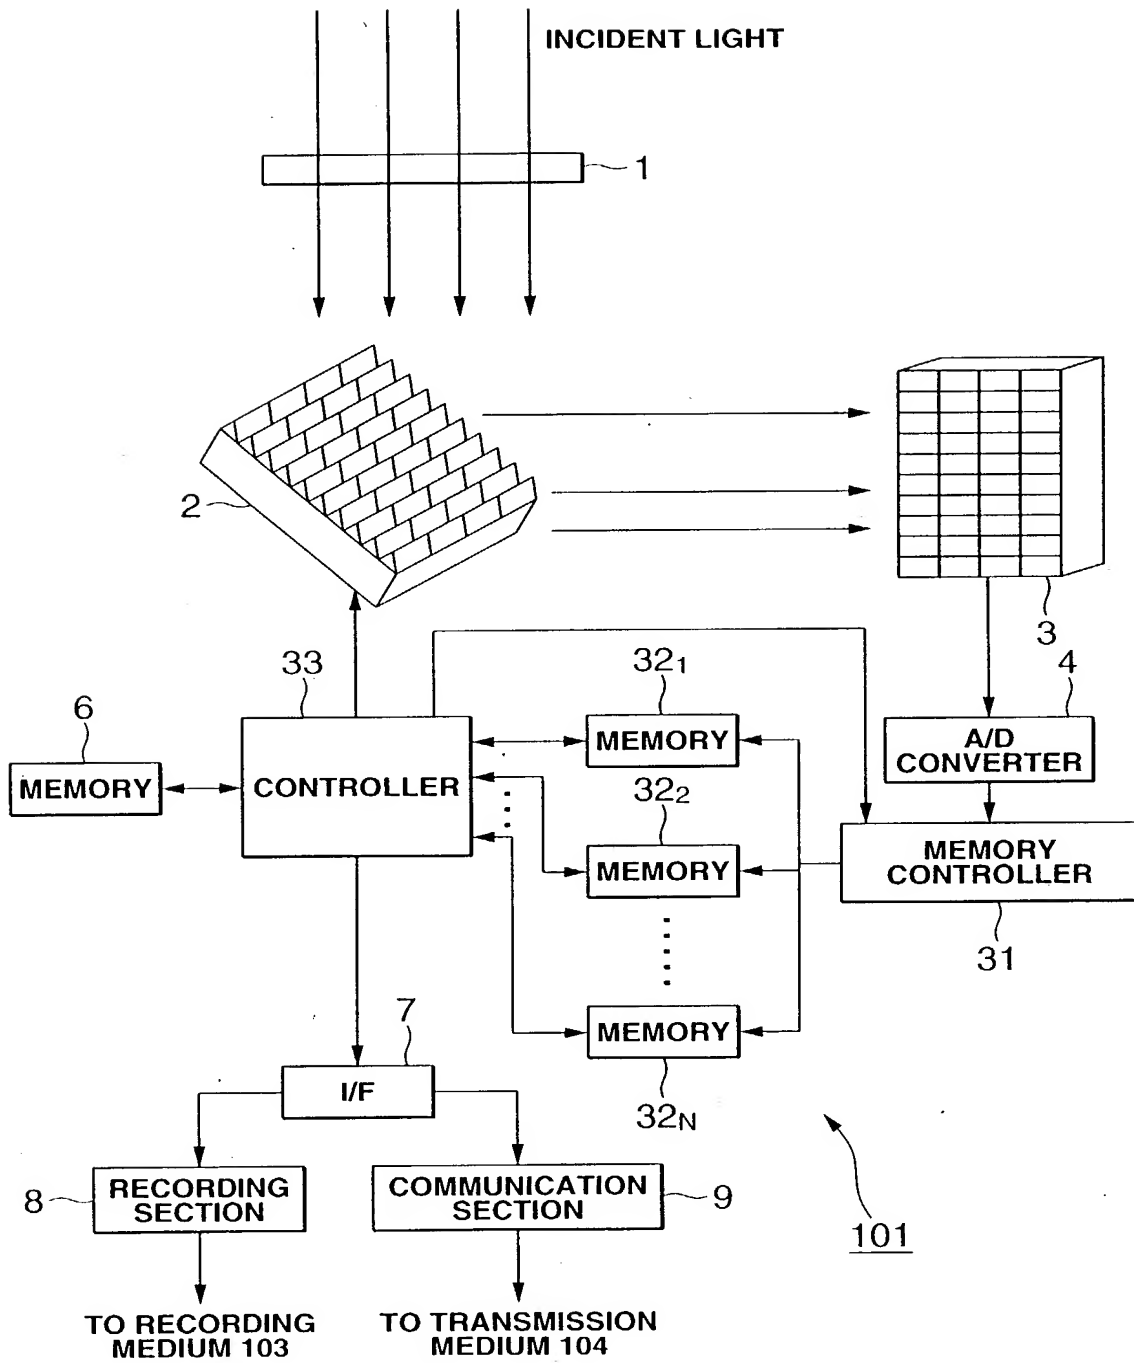 INCIDENT LIGHT
1
2
3
33
32₁
4
6
MEMORY
A/D
CONVERTER
MEMORY
CONTROLLER
32₂
MEMORY
MEMORY
CONTROLLER
31
7
MEMORY
I/F
32N
8
RECORDING
SECTION
COMMUNICATION
SECTION
9
101
TO RECORDING
MEDIUM 103
TO TRANSMISSION
MEDIUM 104